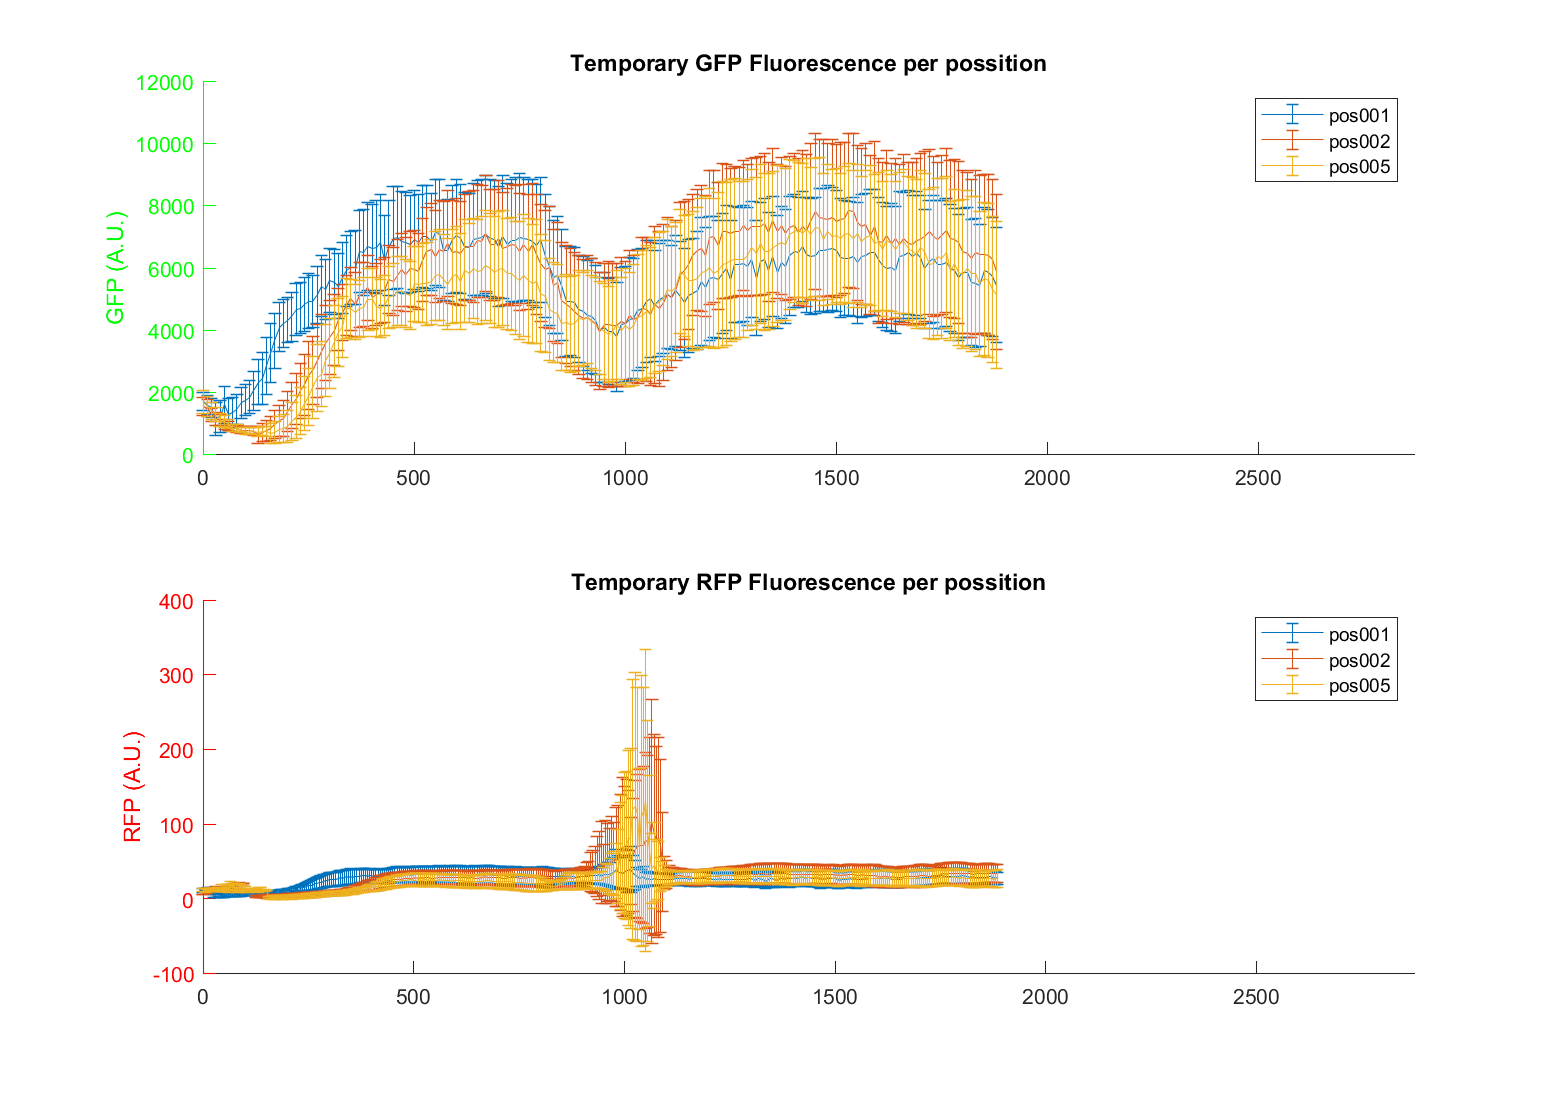 Temporary GFP Fluorescence per possition
12000
10000
8000
6000
4000
2000
0
GFP (A.U.)
0 500 1000 1500 2000 2500
pos001
pos002
pos005
Temporary RFP Fluorescence per possition
400
300
200
100
0
-100
RFP (A.U.)
0 500 1000 1500 2000 2500
pos001
pos002
pos005